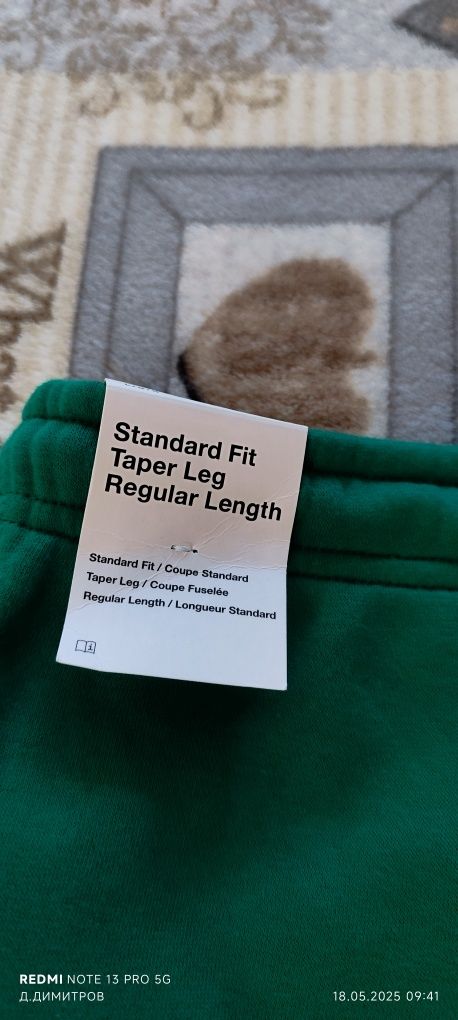 Standard Fit
Taper Leg
Regular Length
Standard Fit / Coupe Standard
Taper Leg / Coupe Fuselée
Regular Length / Longueur Standard
REDMI NOTE 13 PRO 5G
Д.ДИМИТРОВ
18.05.2025 09:41